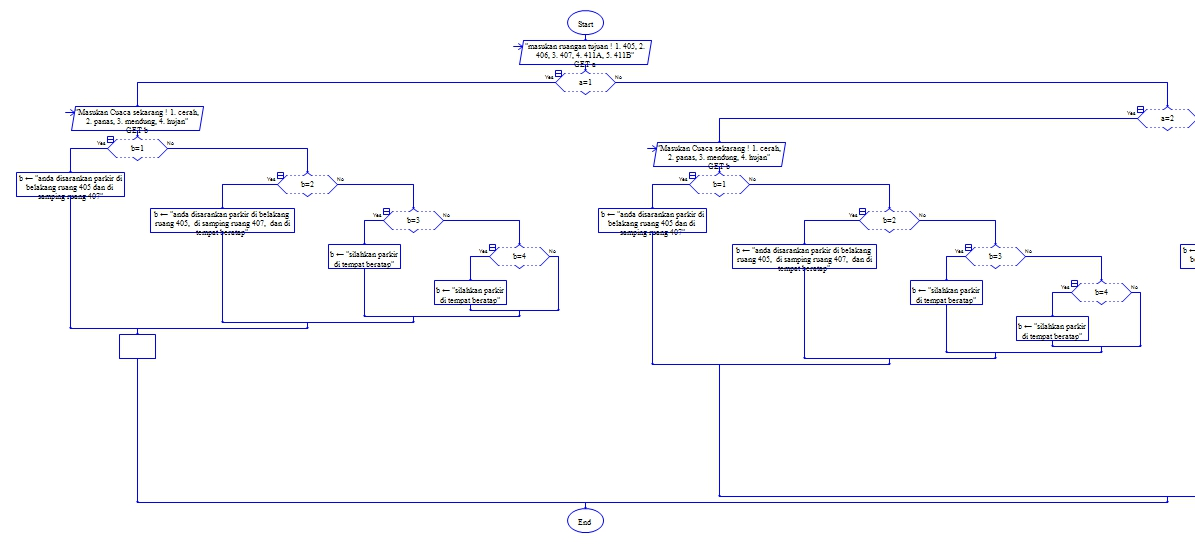 Start
"masukan ruangan tujuan ! 1. 405, 2.
406, 3. 407, 4. 411A, 5. 411B"
GET a
Yes
a=1
No
"Masukan Cuaca sekarang ! 1. cerah,
2. panas, 3. mendung, 4. hujan"
GET b
Yes
b=1
No
b ← "anda disarankan parkir di
belakang ruang 405 dan di
samping ruang 407"
Yes
b=2
No
b ← "anda disarankan parkir di belakang
ruang 405, di samping ruang 407, dan di
tempat beratap"
Yes
b=3
No
b ← "silahkan parkir
di tempat beratap"
Yes
b=4
No
b ← "silahkan parkir
di tempat beratap"
Yes
a=2
"Masukan Cuaca sekarang ! 1. cerah,
2. panas, 3. mendung, 4. hujan"
GET b
Yes
b=1
No
b ← "anda disarankan parkir di
belakang ruang 405 dan di
samping ruang 407"
Yes
b=2
No
b ← "anda disarankan parkir di belakang
ruang 405, di samping ruang 407, dan di
tempat beratap"
Yes
b=3
No
b ← "silahkan parkir
di tempat beratap"
Yes
b=4
No
b ← "silahkan parkir
di tempat beratap"
b ←
End